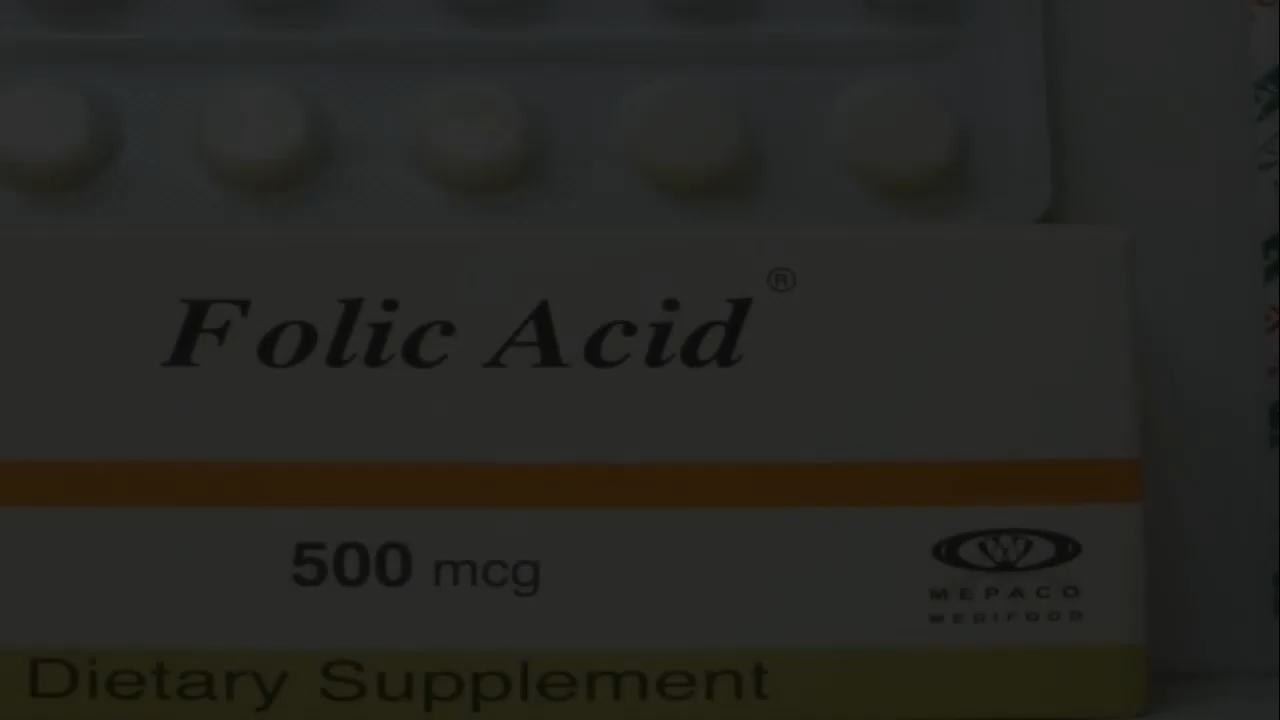 Folic Acid®
500 mcg
MEPACO
MEDIFOOD
Dietary Supplement